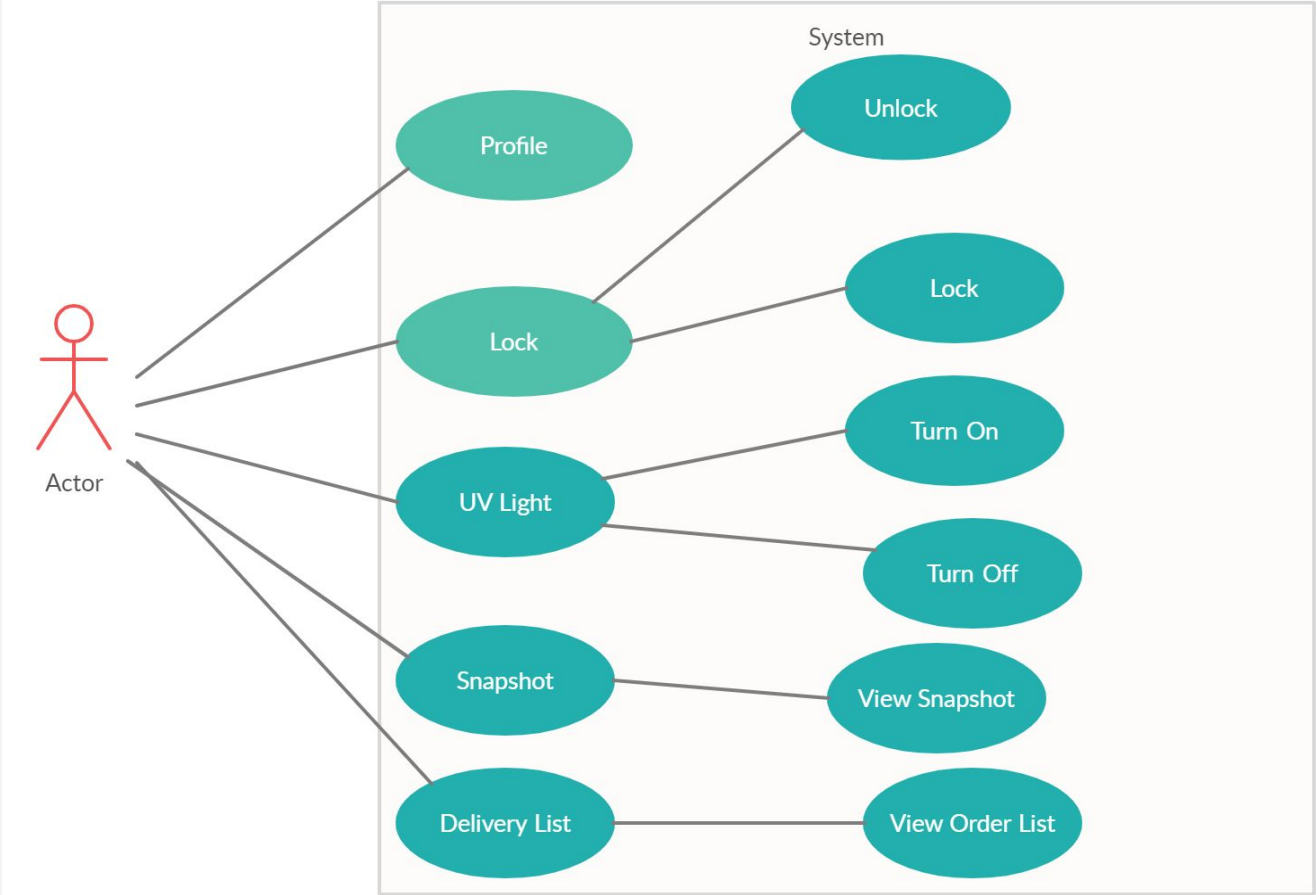 System
Unlock
Profile
Lock
Lock
Turn On
Actor
UV Light
Turn Off
Snapshot
View Snapshot
Delivery List
View Order List